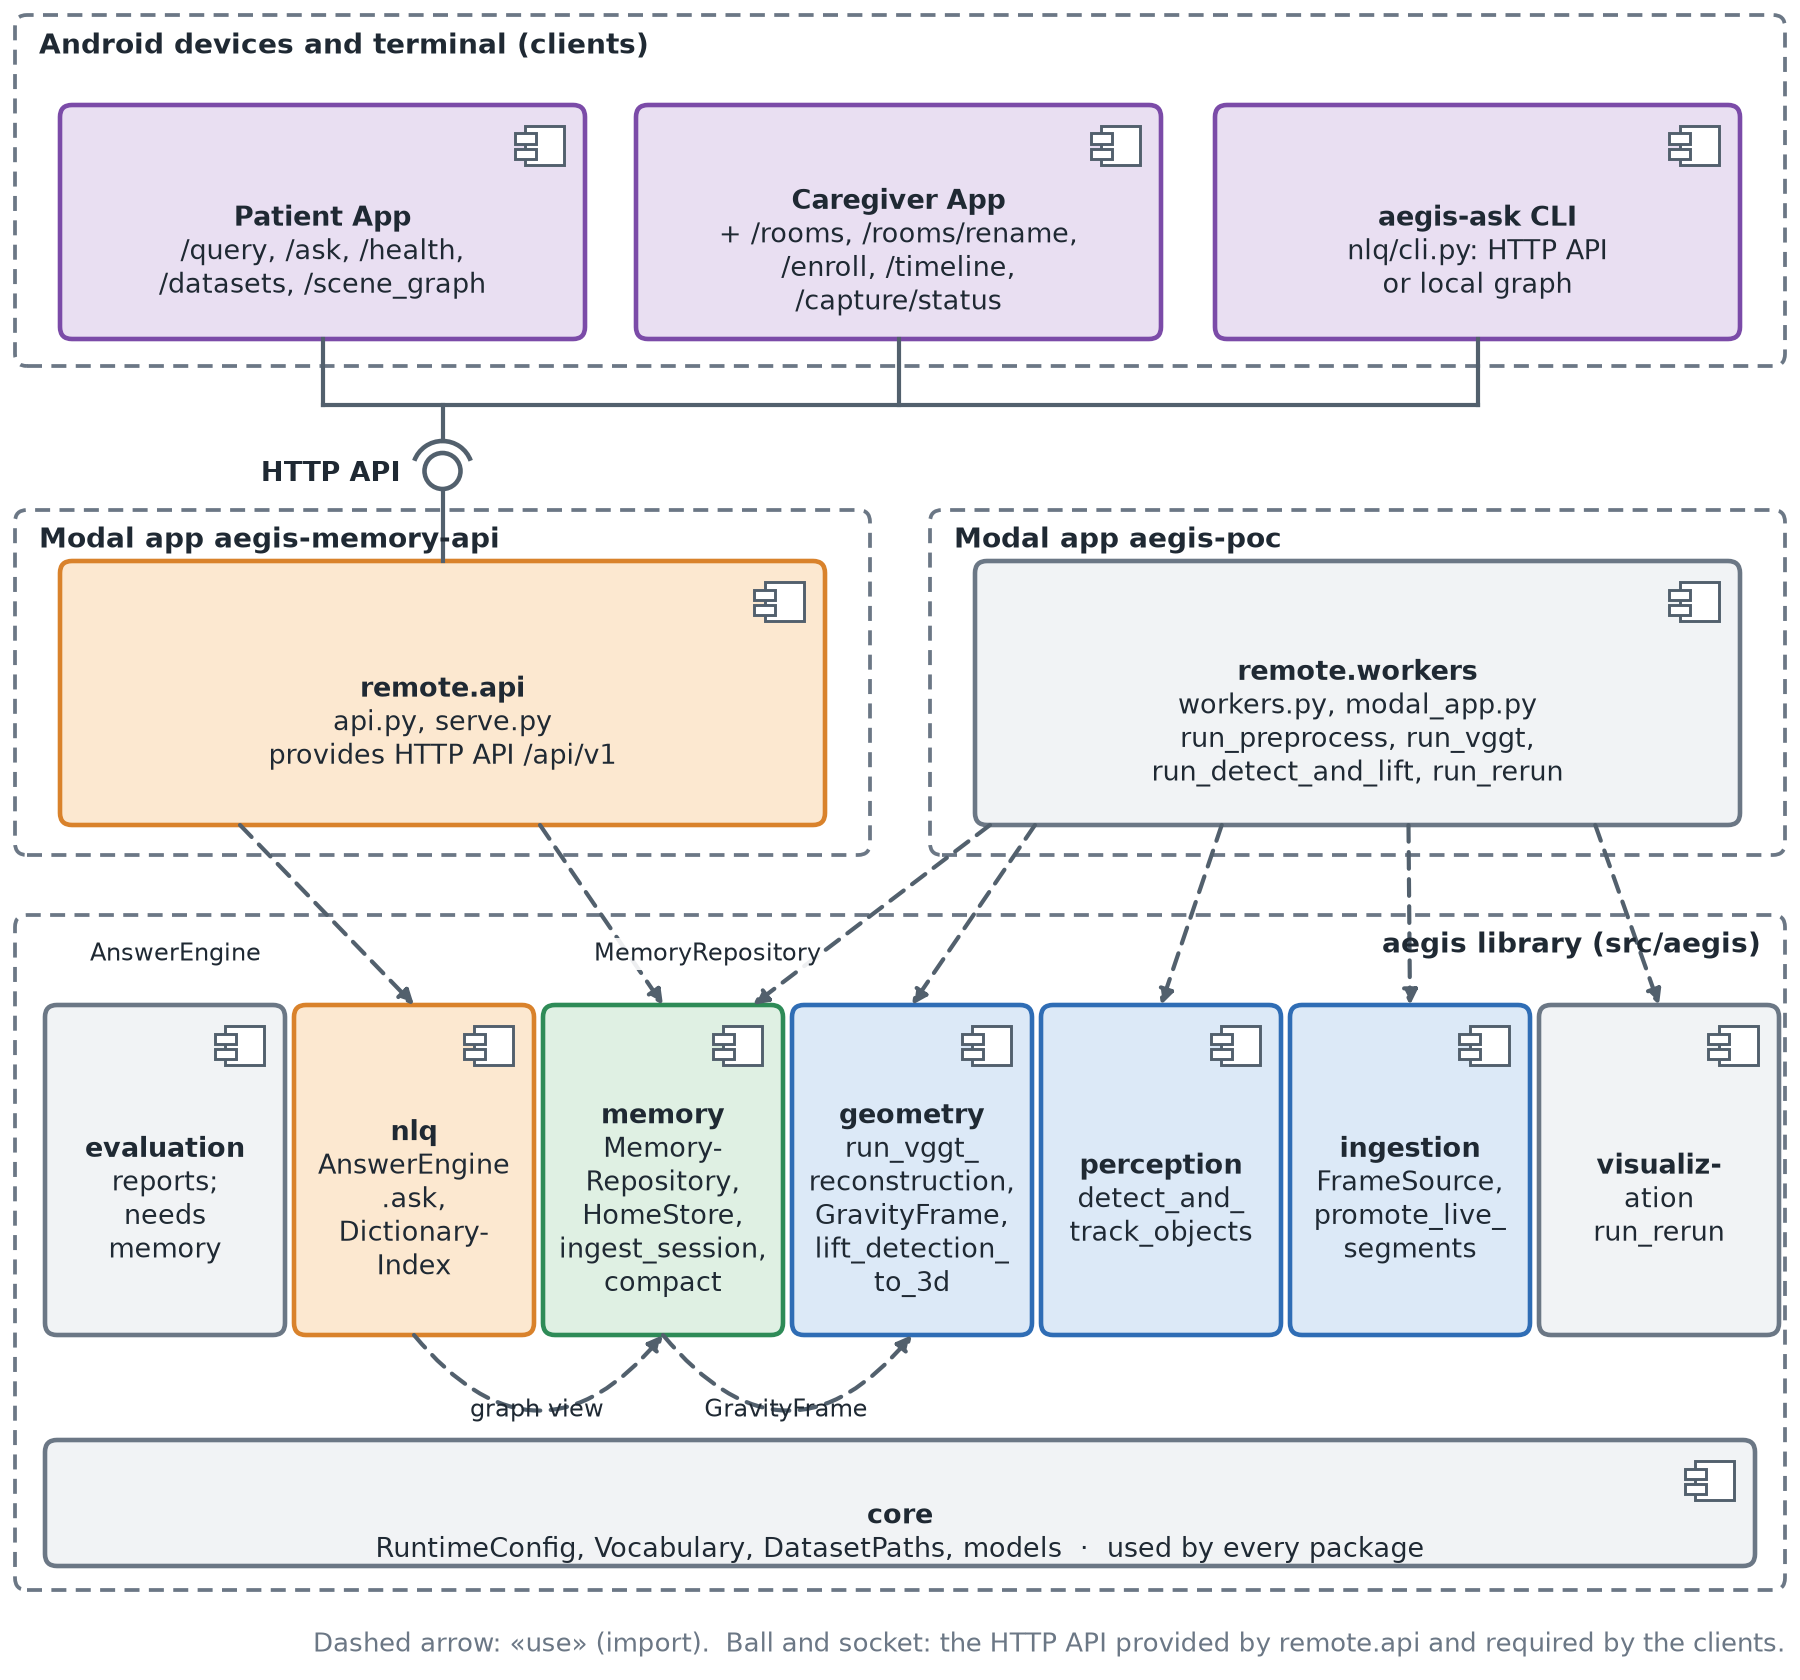 Android devices and terminal (clients)
Patient App
/query, /ask, /health,
/datasets, /scene_graph
Caregiver App
+ /rooms, /rooms/rename,
/enroll, /timeline,
/capture/status
aegis-ask CLI
nlq/cli.py: HTTP API
or local graph
HTTP API
Modal app aegis-memory-api
remote.api
api.py, serve.py
provides HTTP API /api/v1
Modal app aegis-poc
remote.workers
workers.py, modal_app.py
run_preprocess, run_vggt,
run_detect_and_lift, run_rerun
aegis library (src/aegis)
AnswerEngine
MemoryRepository
evaluation
reports;
needs
memory
nlq
AnswerEngine
.ask,
Dictionary-
Index
memory
Memory-
Repository,
HomeStore,
ingest_session,
compact
geometry
run_vggt_
reconstruction,
GravityFrame,
lift_detection_
to_3d
perception
detect_and_
track_objects
ingestion
FrameSource,
promote_live_
segments
visualiz-
ation
run_rerun
graph view
GravityFrame
core
RuntimeConfig, Vocabulary, DatasetPaths, models · used by every package
Dashed arrow: «use» (import). Ball and socket: the HTTP API provided by remote.api and required by the clients.